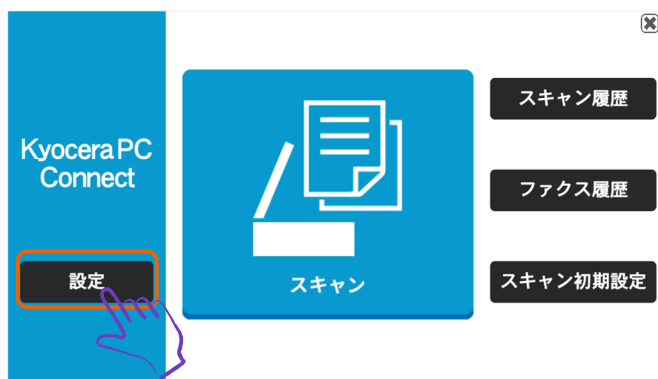 Kyocera PC
Connect
設定
スキャン
スキャン履歴
ファクス履歴
スキャン初期設定